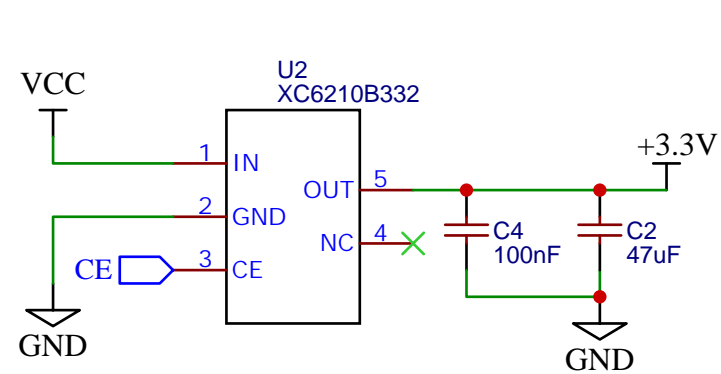 U2
XC6210B332
VCC
+3.3V
1
IN
OUT
5
2
GND
NC
4
C4
100nF
C2
47uF
CE
3
CE
GND
GND